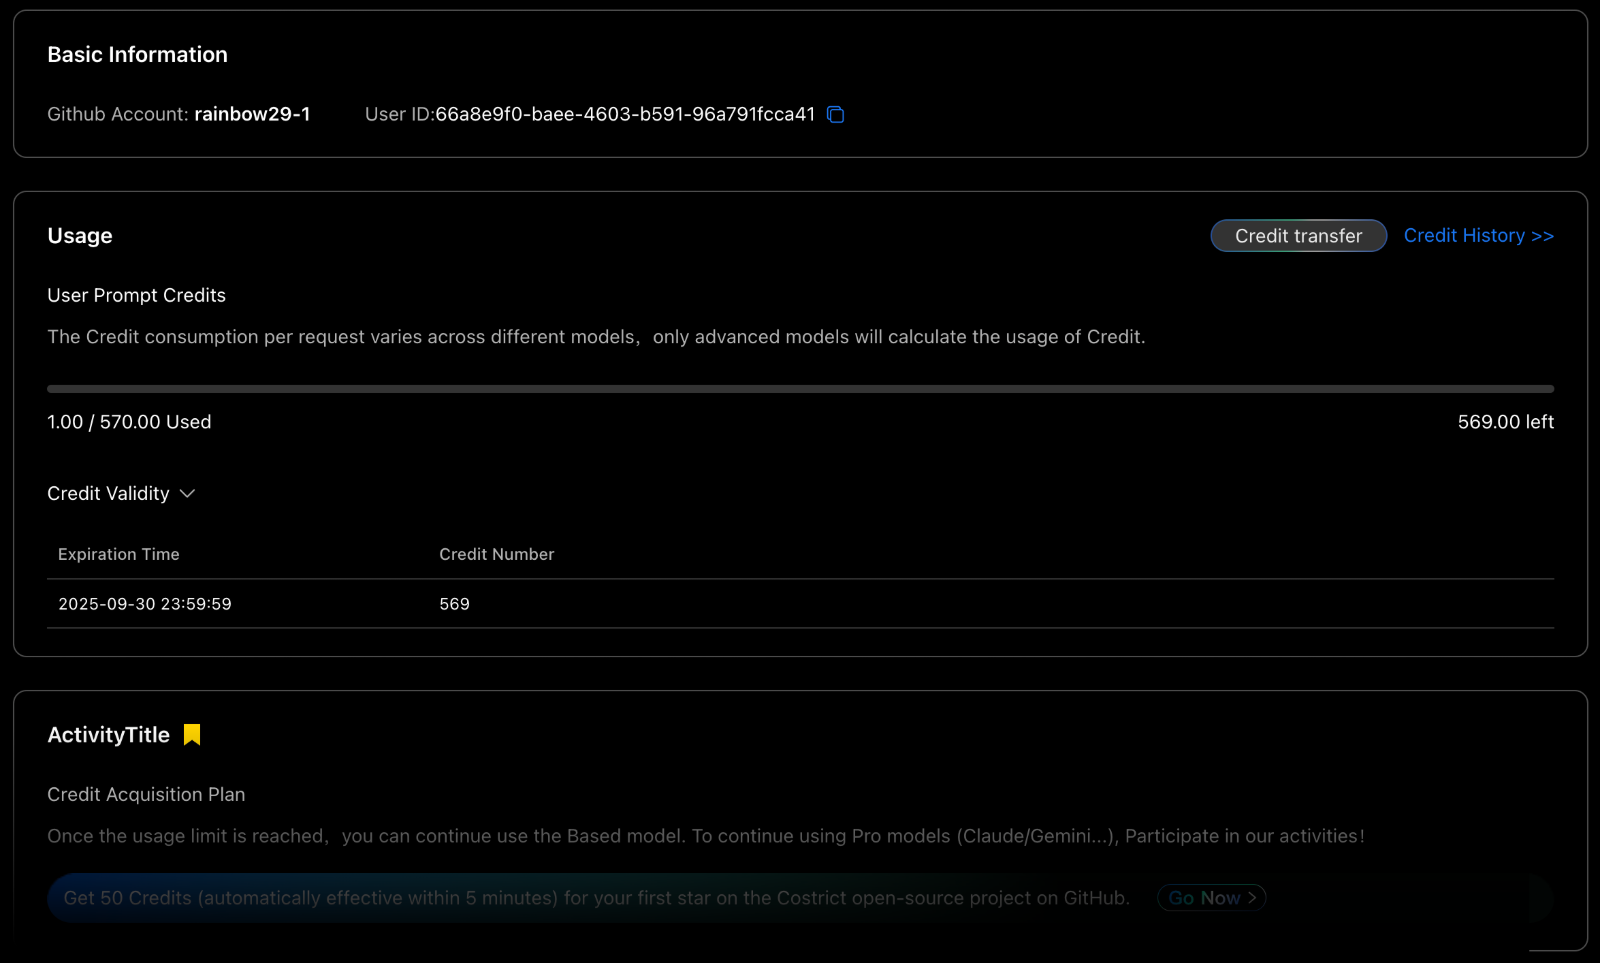 Basic Information
Github Account: rainbow29-1 User ID:66a8e9f0-baee-4603-b591-96a791fcca41
Usage Credit transfer Credit History >>
User Prompt Credits
The Credit consumption per request varies across different models，only advanced models will calculate the usage of Credit.
1.00 / 570.00 Used 569.00 left
Credit Validity
Expiration Time Credit Number
2025-09-30 23:59:59 569
ActivityTitle
Credit Acquisition Plan
Once the usage limit is reached，you can continue use the Based model. To continue using Pro models (Claude/Gemini...), Participate in our activities!
Get 50 Credits (automatically effective within 5 minutes) for your first star on the Costrict open-source project on GitHub. Go Now >